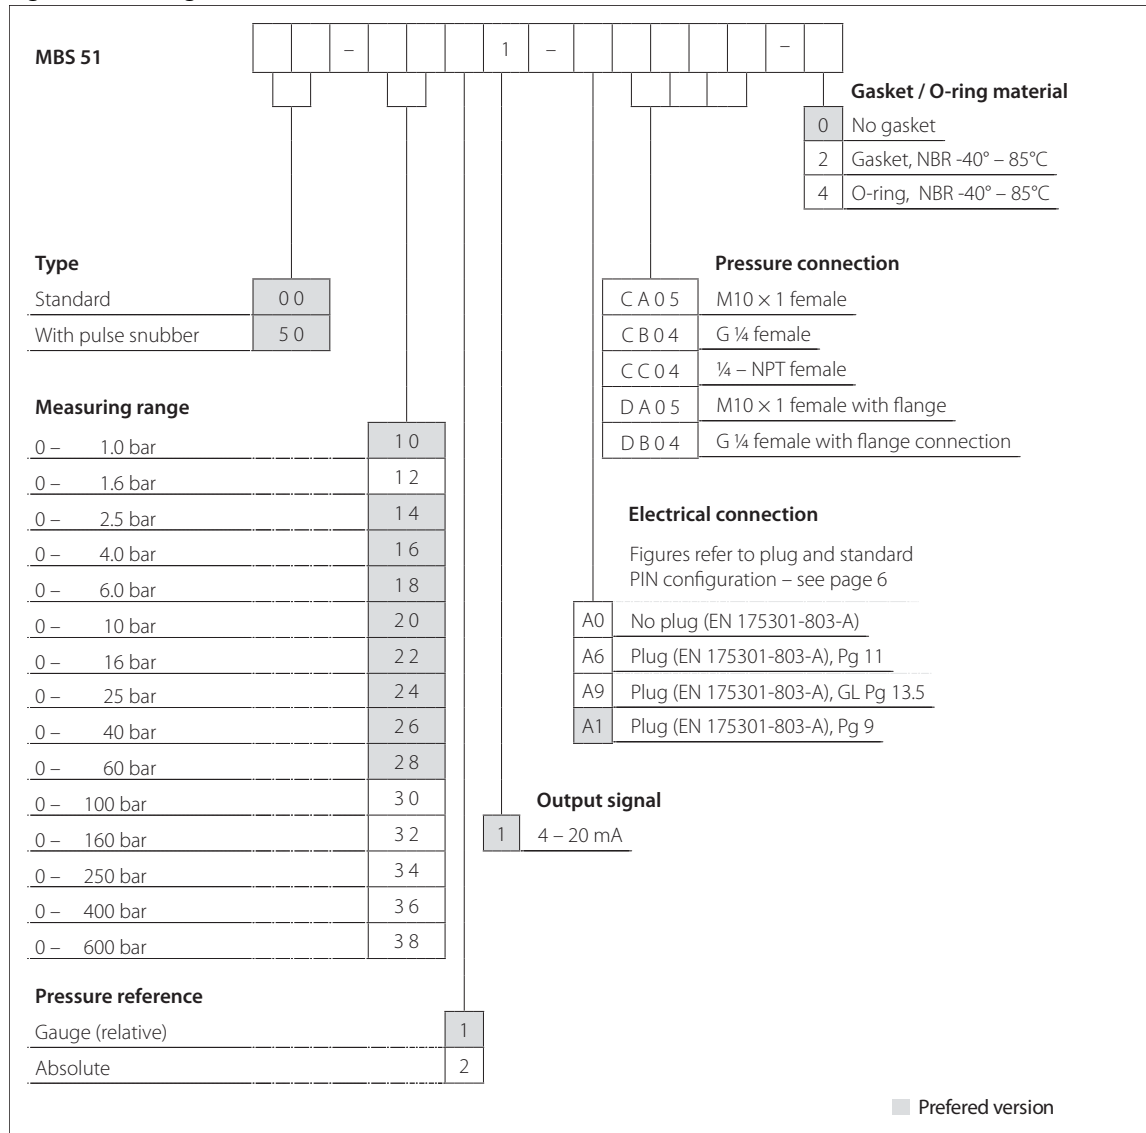 MBS 51
– 1 – –
Gasket / O-ring material
0 No gasket
2 Gasket, NBR -40° – 85°C
4 O-ring, NBR -40° – 85°C
Type
Standard 0 0
With pulse snubber 5 0
Pressure connection
C A 0 5 M10 × 1 female
C B 0 4 G ¼ female
C C 0 4 ¼ – NPT female
D A 0 5 M10 × 1 female with flange
D B 0 4 G ¼ female with flange connection
Measuring range
0 – 1.0 bar 1 0
0 – 1.6 bar 1 2
0 – 2.5 bar 1 4
0 – 4.0 bar 1 6
0 – 6.0 bar 1 8
0 – 10 bar 2 0
0 – 16 bar 2 2
0 – 25 bar 2 4
0 – 40 bar 2 6
0 – 60 bar 2 8
0 – 100 bar 3 0
0 – 160 bar 3 2
0 – 250 bar 3 4
0 – 400 bar 3 6
0 – 600 bar 3 8
Electrical connection
Figures refer to plug and standard
PIN configuration – see page 6
A0 No plug (EN 175301-803-A)
A6 Plug (EN 175301-803-A), Pg 11
A9 Plug (EN 175301-803-A), GL Pg 13.5
A1 Plug (EN 175301-803-A), Pg 9
Output signal
1 4 – 20 mA
Pressure reference
Gauge (relative) 1
Absolute 2
Prefered version